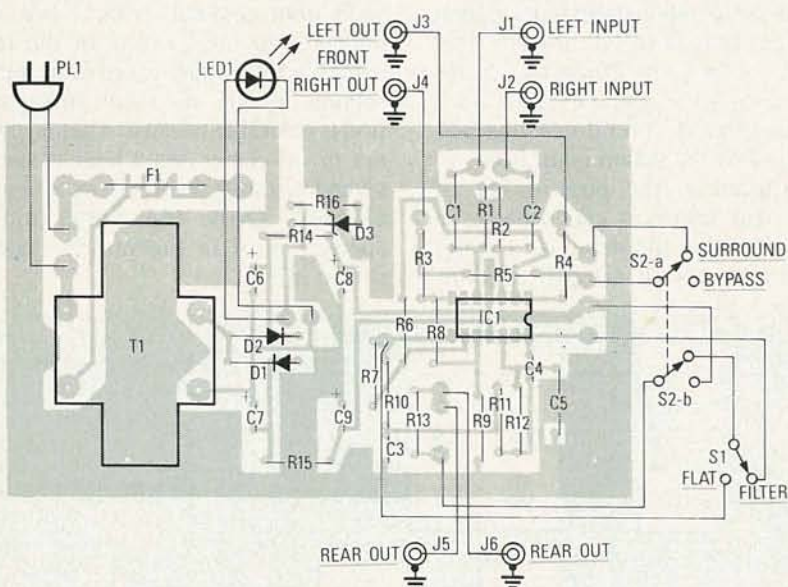 LEFT OUT
J3
J1
LEFT INPUT
PL1
LED1
FRONT
RIGHT OUT
J4
J2
RIGHT INPUT
F1
R16
R14
D3
C1
R1
R2
C2
R3
R4
S2-a
SURROUND
BYPASS
C6
C8
R5
IC1
T1
D2
D1
R6
R8
R7
C4
S2-b
C7
C9
R10
R13
R9
R11
R12
C5
C3
R15
S1
FLAT
FILTER
REAR OUT
J5
J6
REAR OUT